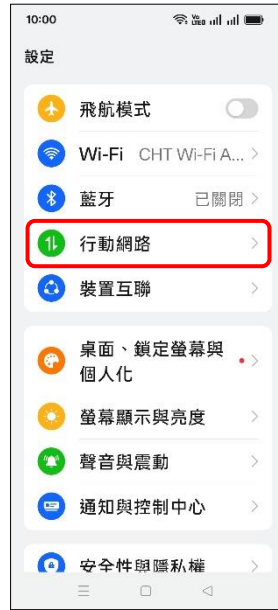 10:00
設定
飛航模式
Wi-Fi CHT Wi-Fi A...
藍牙 已關閉
行動網路
裝置互聯
桌面、鎖定螢幕與
個人化
螢幕顯示與亮度
聲音與震動
通知與控制中心
安全性與隱私權